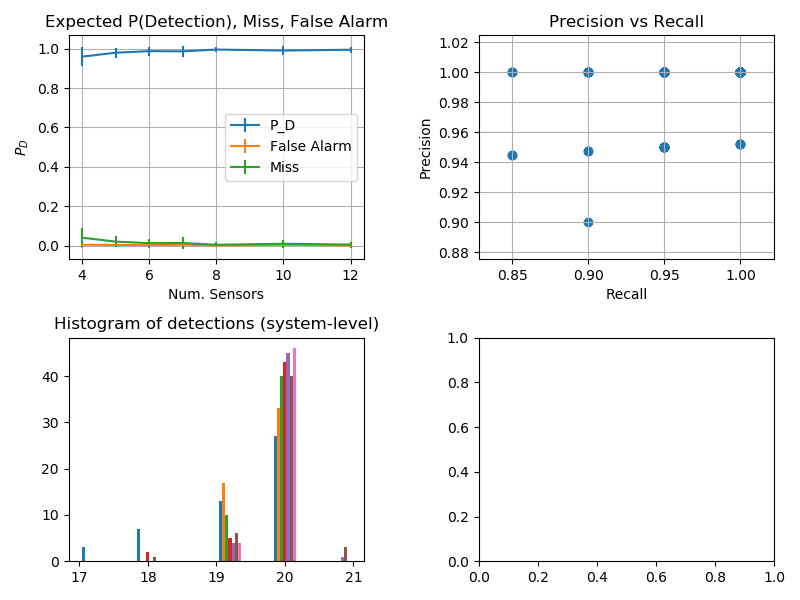 Expected P(Detection), Miss, False Alarm
1.0
0.8
0.6
0.4
0.2
0.0
P_D
P_D
False Alarm
Miss
4 6 8 10 12
Num. Sensors
Precision vs Recall
1.02
1.00
0.98
0.96
0.94
0.92
0.90
0.88
Precision
0.85 0.90 0.95 1.00
Recall
Histogram of detections (system-level)
40
30
20
10
0
17 18 19 20 21
1.0
0.8
0.6
0.4
0.2
0.0
0.0 0.2 0.4 0.6 0.8 1.0